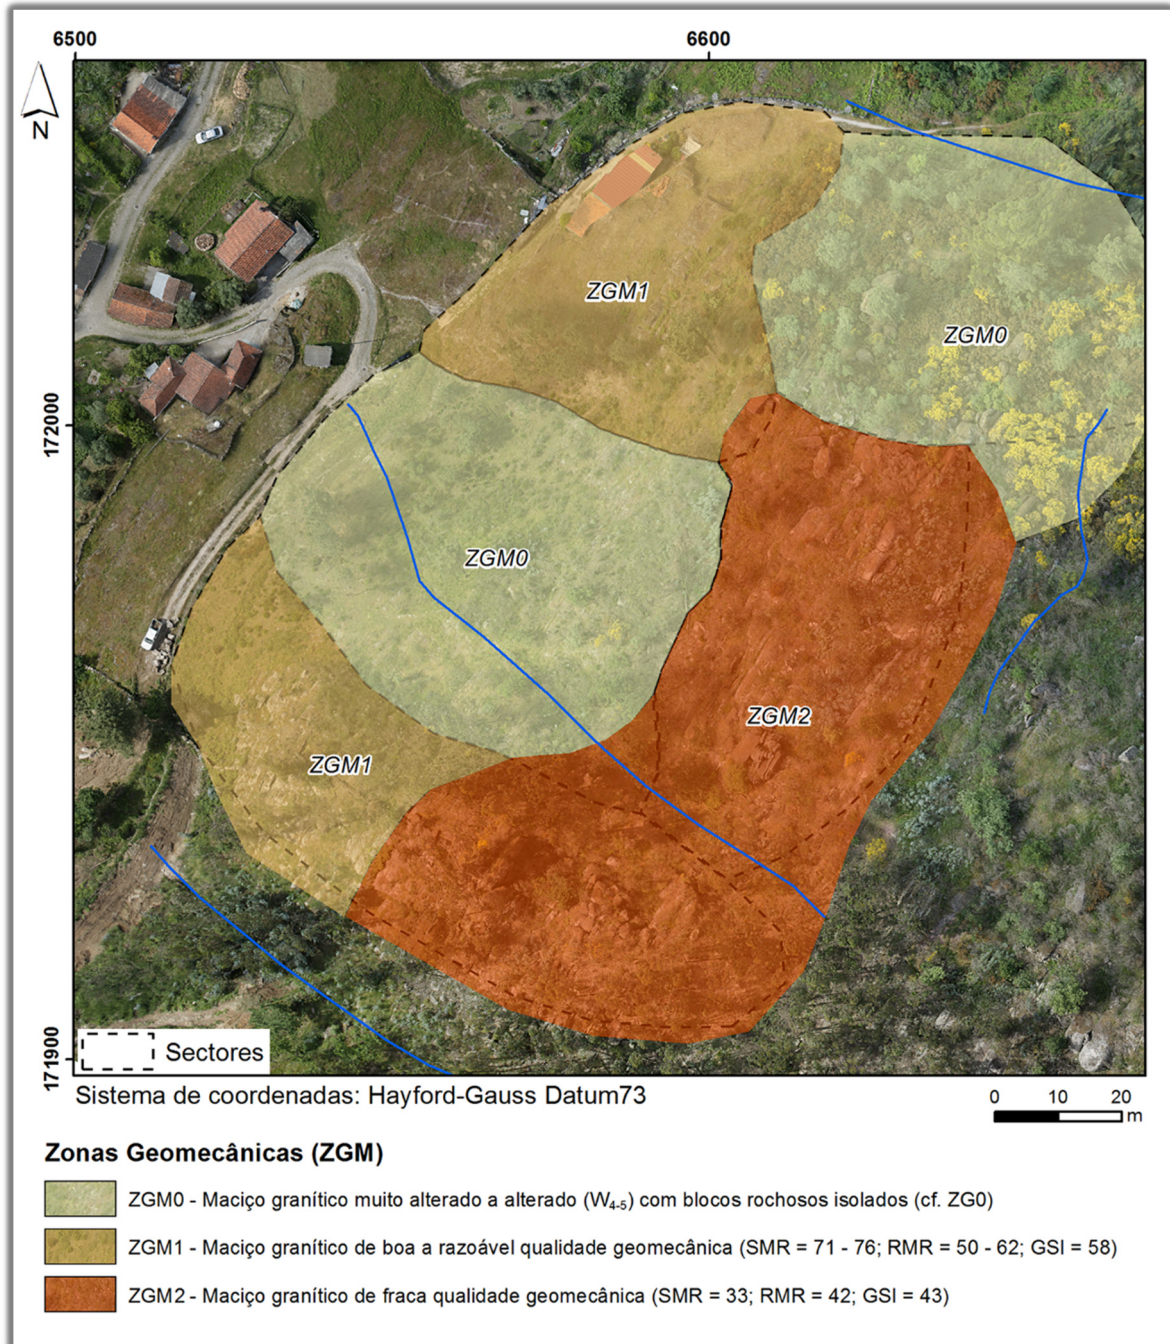 6500 6600
N
ZGM1
ZGM0
172000
ZGM0
ZGM2
ZGM1
171900
Sectores
Sistema de coordenadas: Hayford-Gauss Datum73
0 10 20
m
Zonas Geomecânicas (ZGM)
ZGM0 - Maciço granítico muito alterado a alterado (W4-5) com blocos rochosos isolados (cf. ZG0)
ZGM1 - Maciço granítico de boa a razoável qualidade geomecânica (SMR = 71 - 76; RMR = 50 - 62; GSI = 58)
ZGM2 - Maciço granítico de fraca qualidade geomecânica (SMR = 33; RMR = 42; GSI = 43)